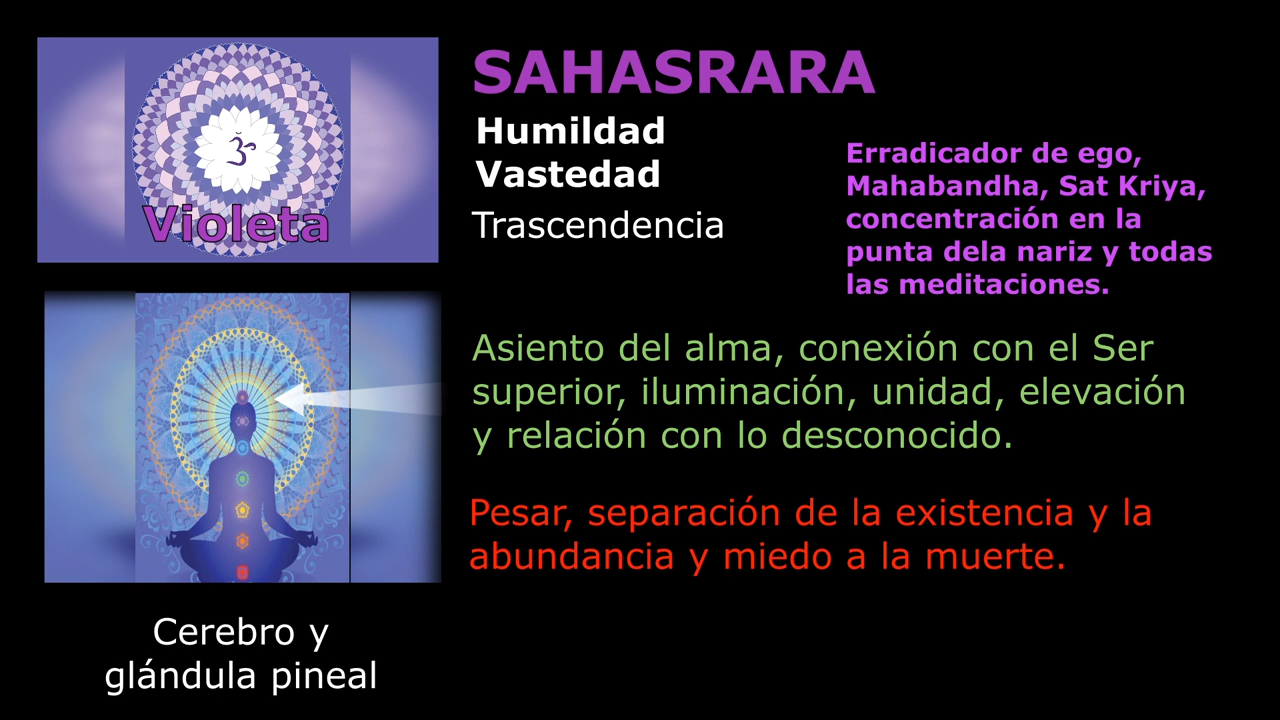 ॐ
Violeta
SAHASRARA
Humildad
Vastedad
Trascendencia
Erradicador de ego,
Mahabandha, Sat Kriya,
concentración en la
punta dela nariz y todas
las meditaciones.
Asiento del alma, conexión con el Ser
superior, iluminación, unidad, elevación
y relación con lo desconocido.
Pesar, separación de la existencia y la
abundancia y miedo a la muerte.
Cerebro y
glándula pineal